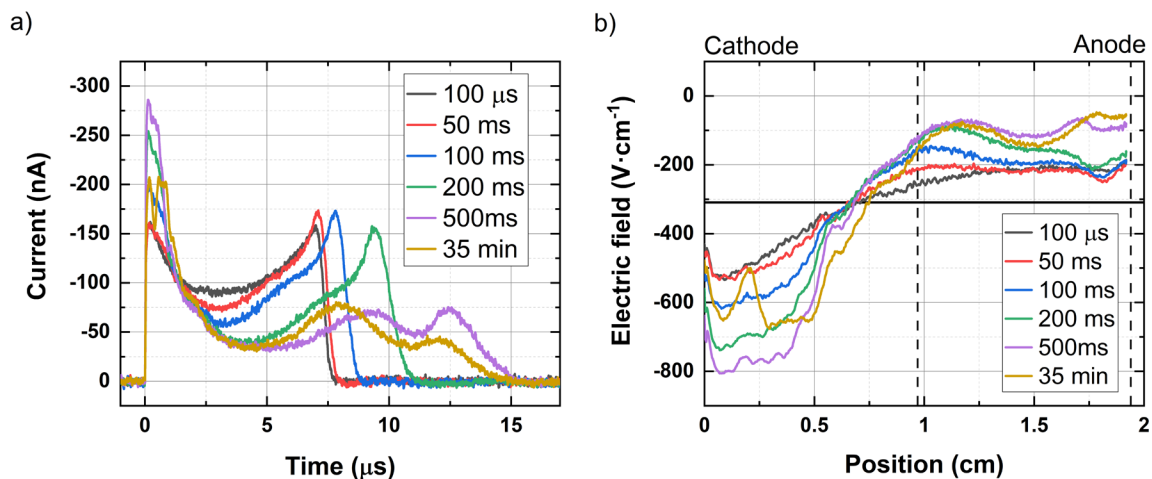 a)
-300
-250
-200
-150
-100
-50
0
Current (nA)
0
5
10
15
Time (μs)
100 μs
50 ms
100 ms
200 ms
500ms
35 min
b)
Cathode
Anode
0
-200
-400
-600
-800
Electric field (V·cm⁻¹)
0
0.5
1
1.5
2
Position (cm)
100 μs
50 ms
100 ms
200 ms
500ms
35 min